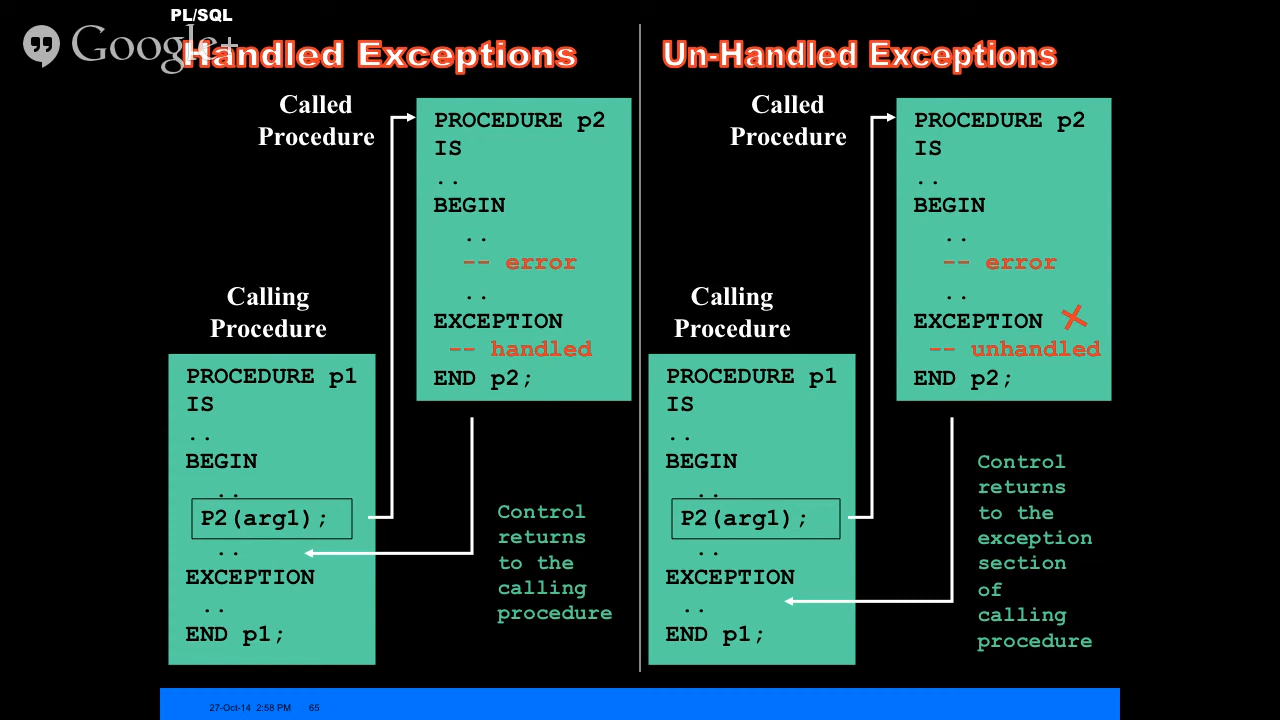 PL/SQL
Google+
Handled Exceptions
Called
Procedure
PROCEDURE p2
IS
..
BEGIN
..
-- error
..
EXCEPTION
-- handled
END p2;
Calling
Procedure
PROCEDURE p1
IS
..
BEGIN
..
P2(arg1);
..
EXCEPTION
..
END p1;
Control
returns
to the
calling
procedure
Un-Handled Exceptions
Called
Procedure
PROCEDURE p2
IS
..
BEGIN
..
-- error
..
EXCEPTION
-- unhandled
END p2;
Calling
Procedure
PROCEDURE p1
IS
..
BEGIN
..
P2(arg1);
..
EXCEPTION
..
END p1;
Control
returns
to the
exception
section
of
calling
procedure
27-Oct-14 2:58 PM 65